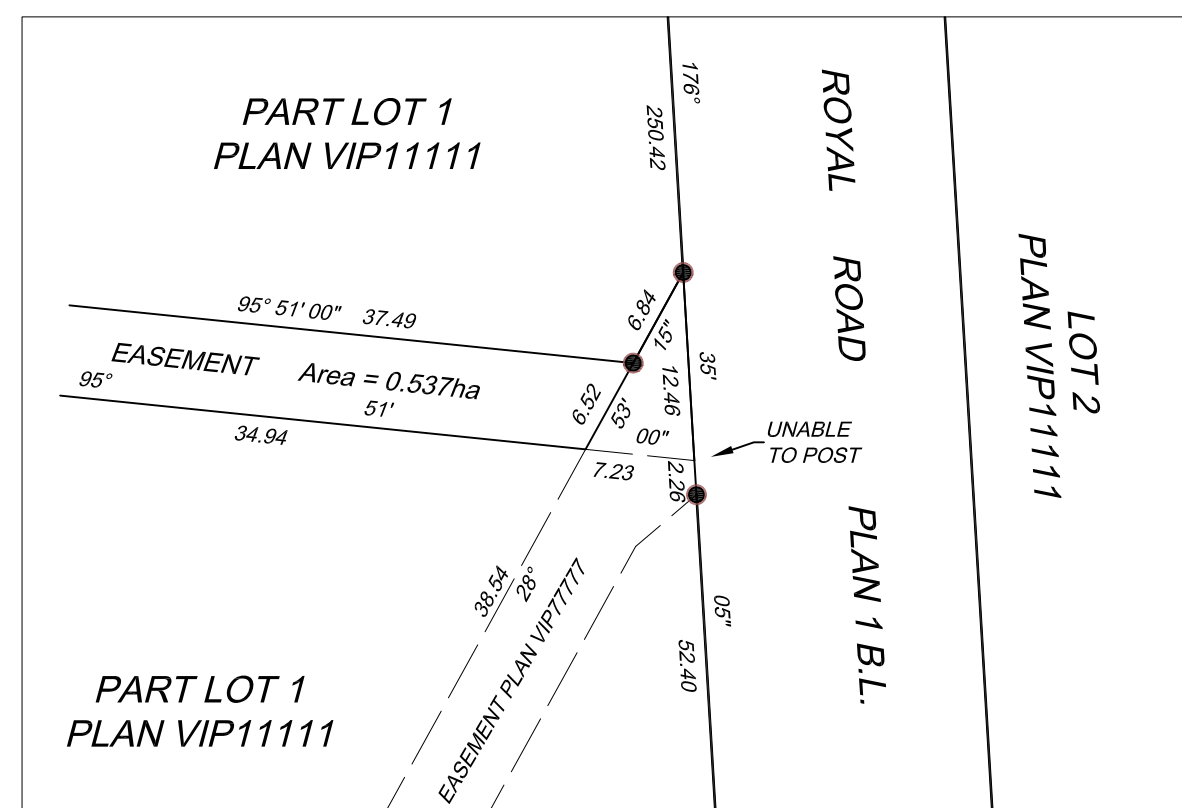 PART LOT 1
PLAN VIP11111
176°
250.42
ROYAL ROAD PLAN 1 B.L.
LOT 2
PLAN VIP11111
95° 51' 00" 37.49
EASEMENT Area = 0.537ha
95°
51'
34.94
6.84
15"
6.52
53'
12.46
35'
00"
7.23
2.26
UNABLE
TO POST
38.54
28°
EASEMENT PLAN VIP77777
05"
52.40
PART LOT 1
PLAN VIP11111